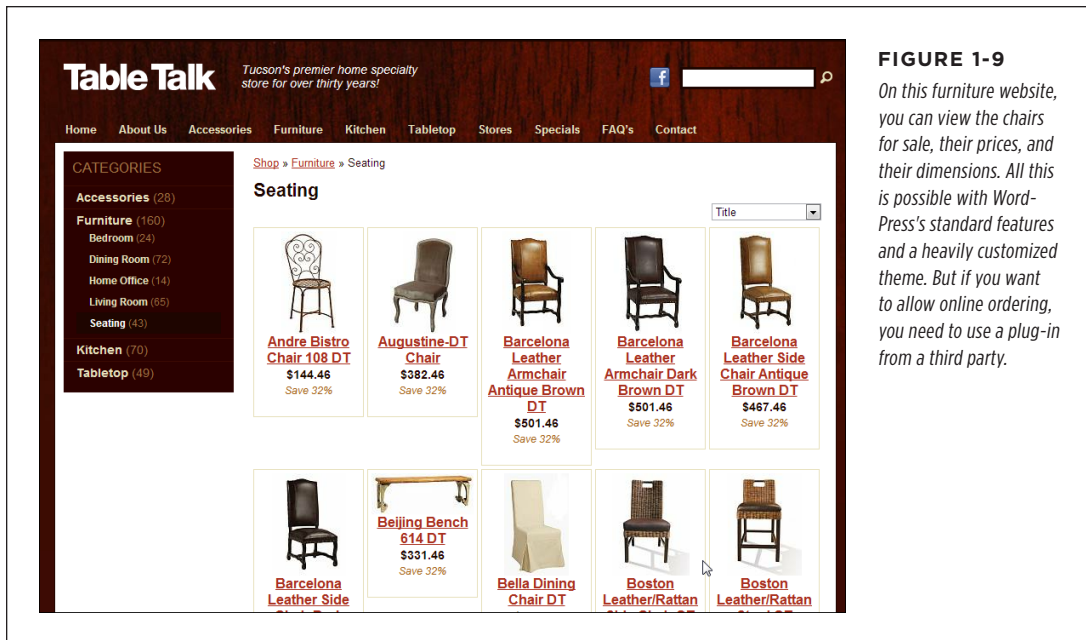 Table Talk
Tucson's premier home specialty
store for over thirty years!
f
Home About Us Accessories Furniture Kitchen Tabletop Stores Specials FAQ's Contact
CATEGORIES
Accessories (28)
Furniture (160)
Bedroom (24)
Dining Room (72)
Home Office (14)
Living Room (65)
Seating (43)
Kitchen (70)
Tabletop (49)
Shop » Furniture » Seating
Seating
Title
Andre Bistro
Chair 108 DT
$144.46
Save 32%
Augustine-DT
Chair
$382.46
Save 32%
Barcelona
Leather
Armchair
Antique Brown
DT
$501.46
Save 32%
Barcelona
Leather
Armchair Dark
Brown DT
$501.46
Save 32%
Barcelona
Leather Side
Chair Antique
Brown DT
$467.46
Save 32%
Barcelona
Leather Side
Beijing Bench
614 DT
$331.46
Save 32%
Bella Dining
Chair DT
Boston
Leather/Rattan
Boston
Leather/Rattan
FIGURE 1-9
On this furniture website,
you can view the chairs
for sale, their prices, and
their dimensions. All this
is possible with Word-
Press's standard features
and a heavily customized
theme. But if you want
to allow online ordering,
you need to use a plug-in
from a third party.